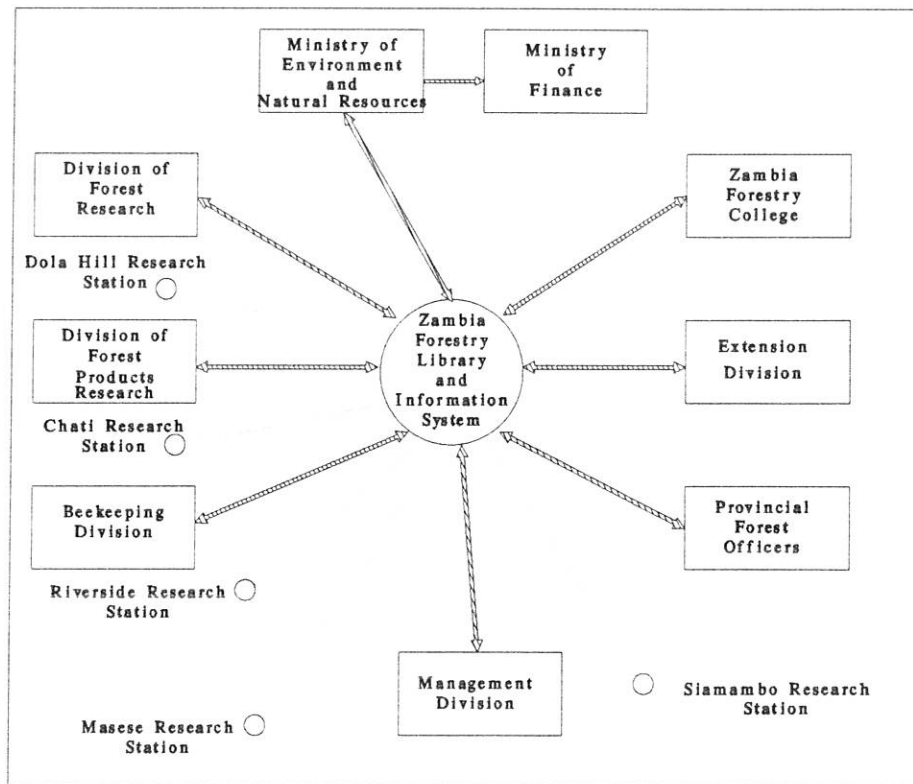 Ministry of
Environment
and
Natural Resources
Ministry
of
Finance
Division of
Forest
Research
Zambia
Forestry
College
Dola Hill Research
Station
Zambia
Forestry
Library
and
Information
System
Division of
Forest
Products
Research
Extension
Division
Chati Research
Station
Beekeeping
Division
Provincial
Forest
Officers
Riverside Research
Station
Management
Division
Siamambo Research
Station
Masese Research
Station